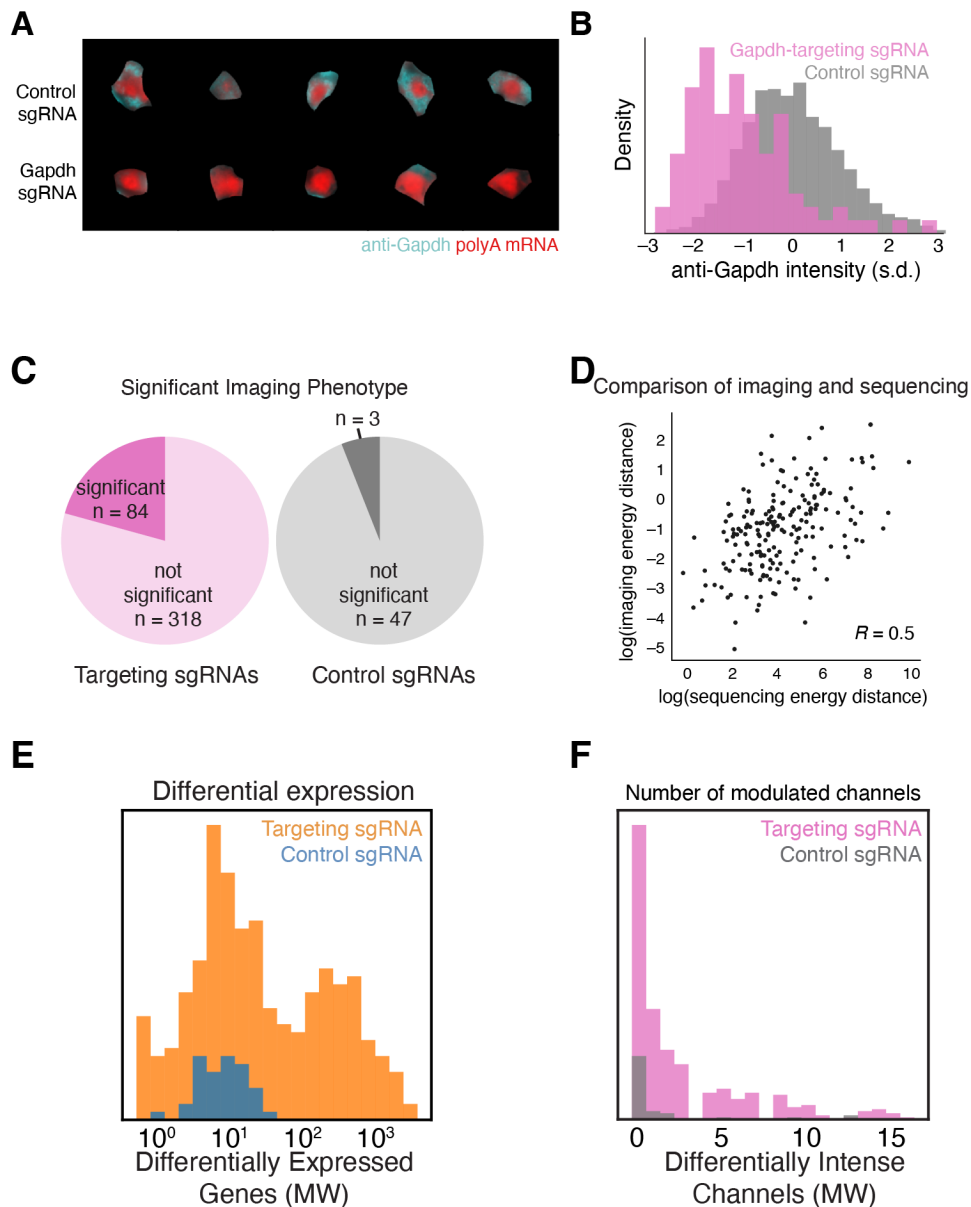 A
Control
sgRNA
Gapdh
sgRNA
anti-Gapdh polyA mRNA
B
Gapdh-targeting sgRNA
Control sgRNA
Density
−3 −2 −1 0 1 2 3
anti-Gapdh intensity (s.d.)
C
Significant Imaging Phenotype
n = 3
significant
n = 84
not
significant
n = 318
not
significant
n = 47
Targeting sgRNAs
Control sgRNAs
D
Comparison of imaging and sequencing
log(imaging energy distance)
2
1
0
−1
−2
−3
−4
−5
R = 0.5
0 2 4 6 8 10
log(sequencing energy distance)
E
Differential expression
Targeting sgRNA
Control sgRNA
10⁰ 10¹ 10² 10³
Differentially Expressed
Genes (MW)
F
Number of modulated channels
Targeting sgRNA
Control sgRNA
0 5 10 15
Differentially Intense
Channels (MW)